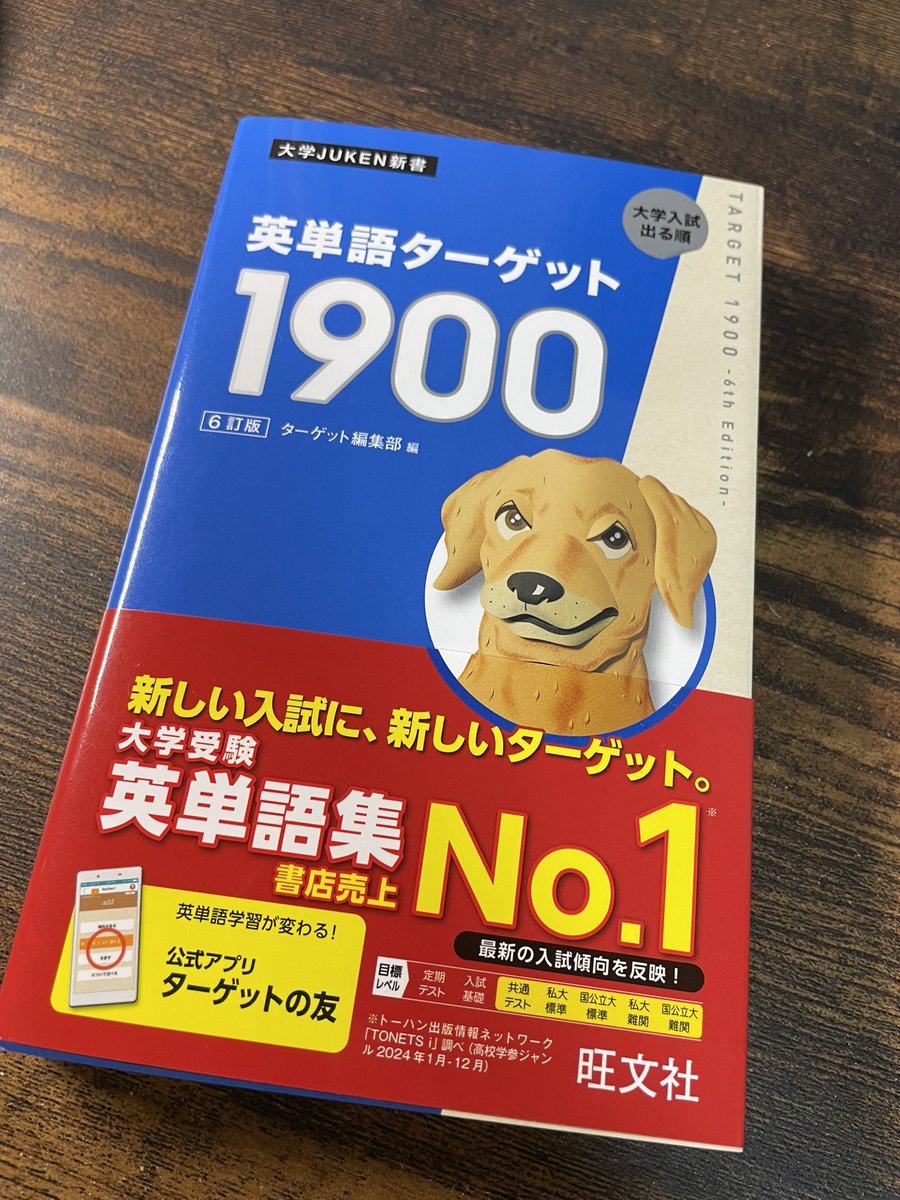 大学JUKEN新書
大学入試
出る順
英単語ターゲット
1900
6訂版
ターゲット編集部 編
TARGET 1900 -6th Edition-
新しい入試に、新しいターゲット。
大学受験
英単語集
書店売上
No.1
※
最新の入試傾向を反映!
英単語学習が変わる!
公式アプリ
ターゲットの友
add
目標
レベル
定期
テスト
入試
基礎
共通
テスト
私大
標準
国公立大
標準
私大
難関
国公立大
難関
※トーハン出版情報ネットワーク
「TONETS i」調べ (高校学参ジャン
ル2024年1月-12月)
旺文社